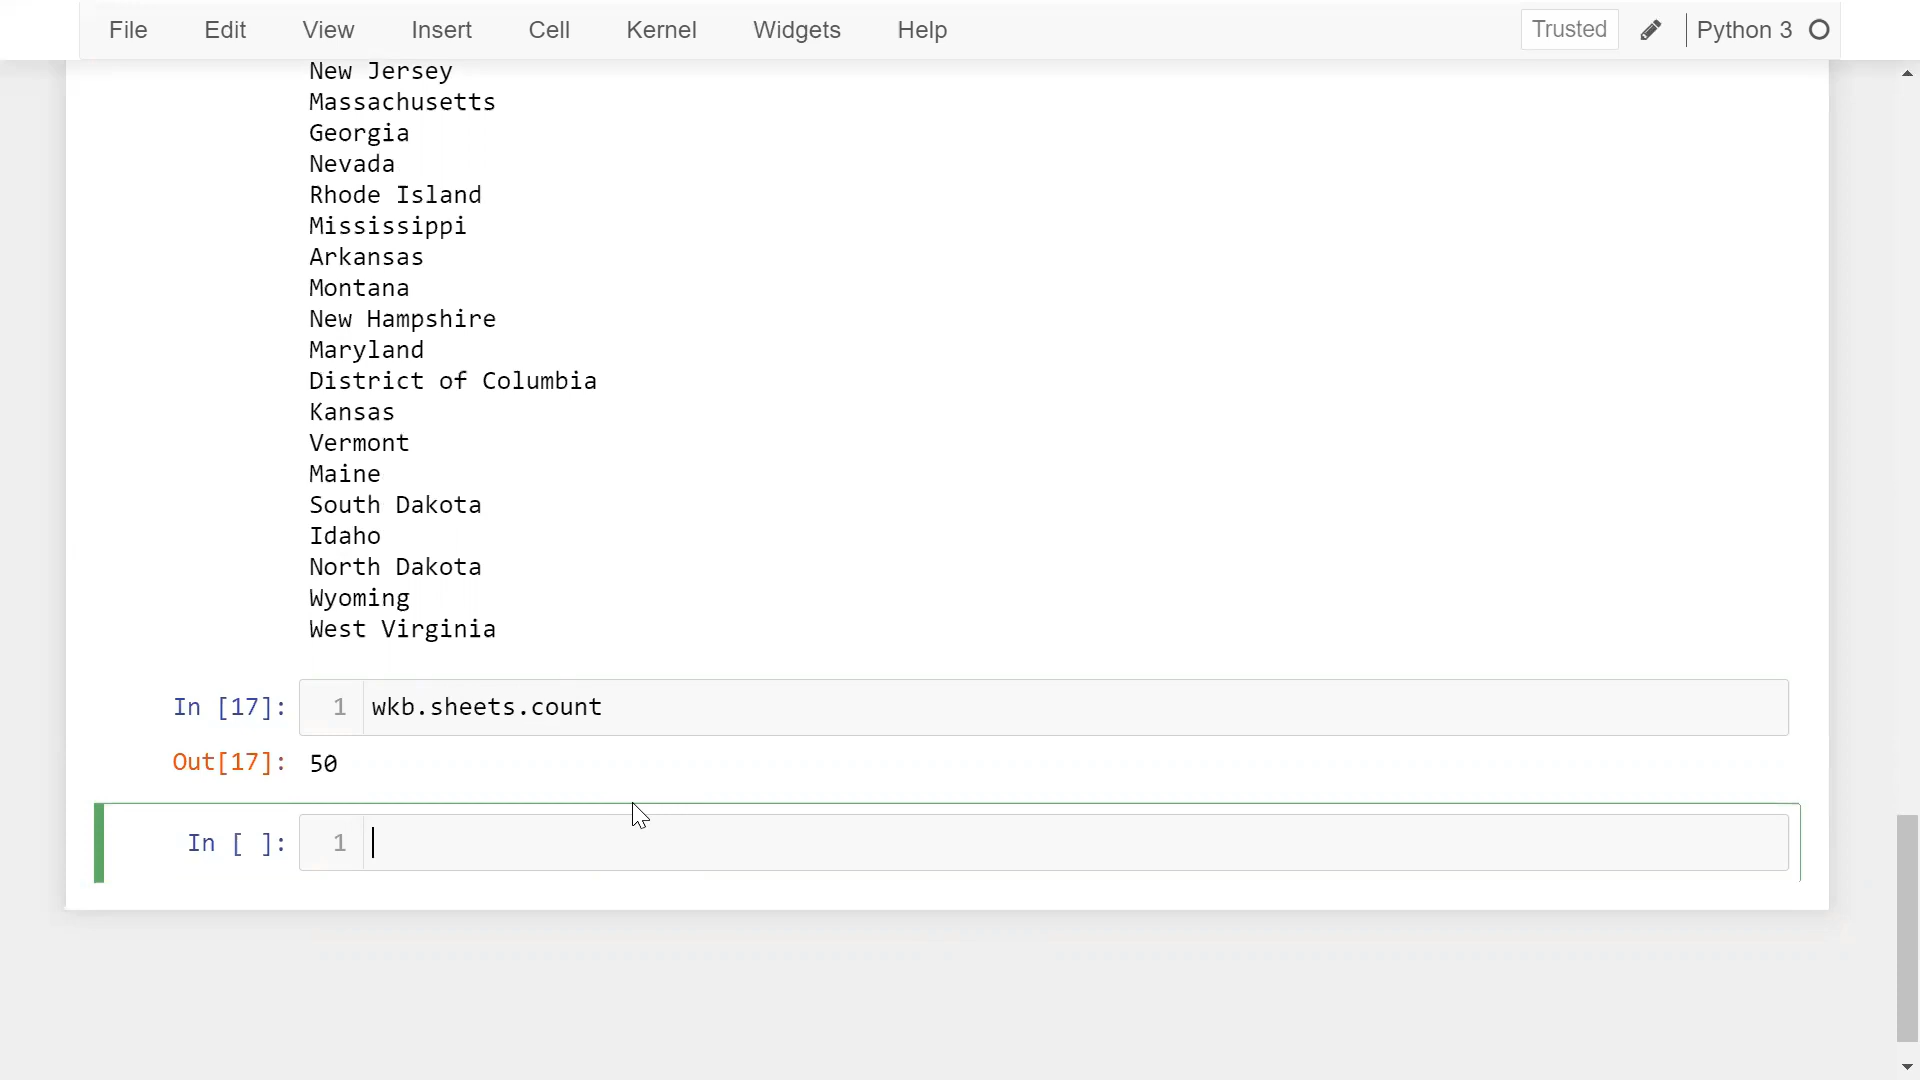 File Edit View Insert Cell Kernel Widgets Help Trusted Python 3
New Jersey
Massachusetts
Georgia
Nevada
Rhode Island
Mississippi
Arkansas
Montana
New Hampshire
Maryland
District of Columbia
Kansas
Vermont
Maine
South Dakota
Idaho
North Dakota
Wyoming
West Virginia
In [17]: 1 wkb.sheets.count
Out[17]: 50
In [ ]: 1